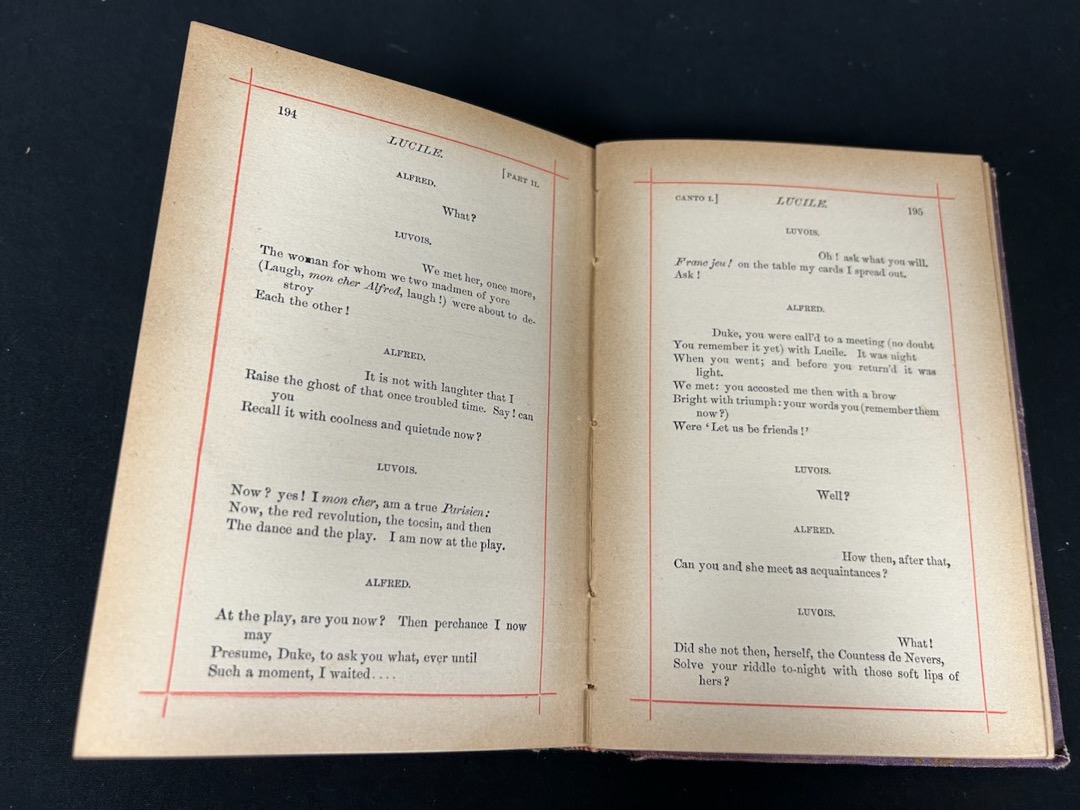 194
LUCILE.
[PART II.
ALFRED.
What?
LUVOIS.
We met her, once more,
The woman for whom we two madmen of yore
(Laugh, mon cher Alfred, laugh!) were about to de-
stroy
Each the other!
ALFRED.
It is not with laughter that I
Raise the ghost of that once troubled time. Say! can
you
Recall it with coolness and quietude now?
LUVOIS.
Now? yes! I mon cher, am a true Parisien:
Now, the red revolution, the tocsin, and then
The dance and the play. I am now at the play.
ALFRED.
At the play, are you now? Then perchance I now
may
Presume, Duke, to ask you what, ever until
Such a moment, I waited....
CANTO I.]
LUCILE.
195
LUVOIS.
Oh! ask what you will.
Franc jeu! on the table my cards I spread out.
Ask!
ALFRED.
Duke, you were call'd to a meeting (no doubt
You remember it yet) with Lucile. It was night
When you went; and before you return'd it was
light.
We met: you accosted me then with a brow
Bright with triumph: your words you (remember them
now?)
Were 'Let us be friends!'
LUVOIS.
Well?
ALFRED.
How then, after that,
Can you and she meet as acquaintances?
LUVOIS.
What!
Did she not then, herself, the Countess de Nevers,
Solve your riddle to-night with those soft lips of
hers?